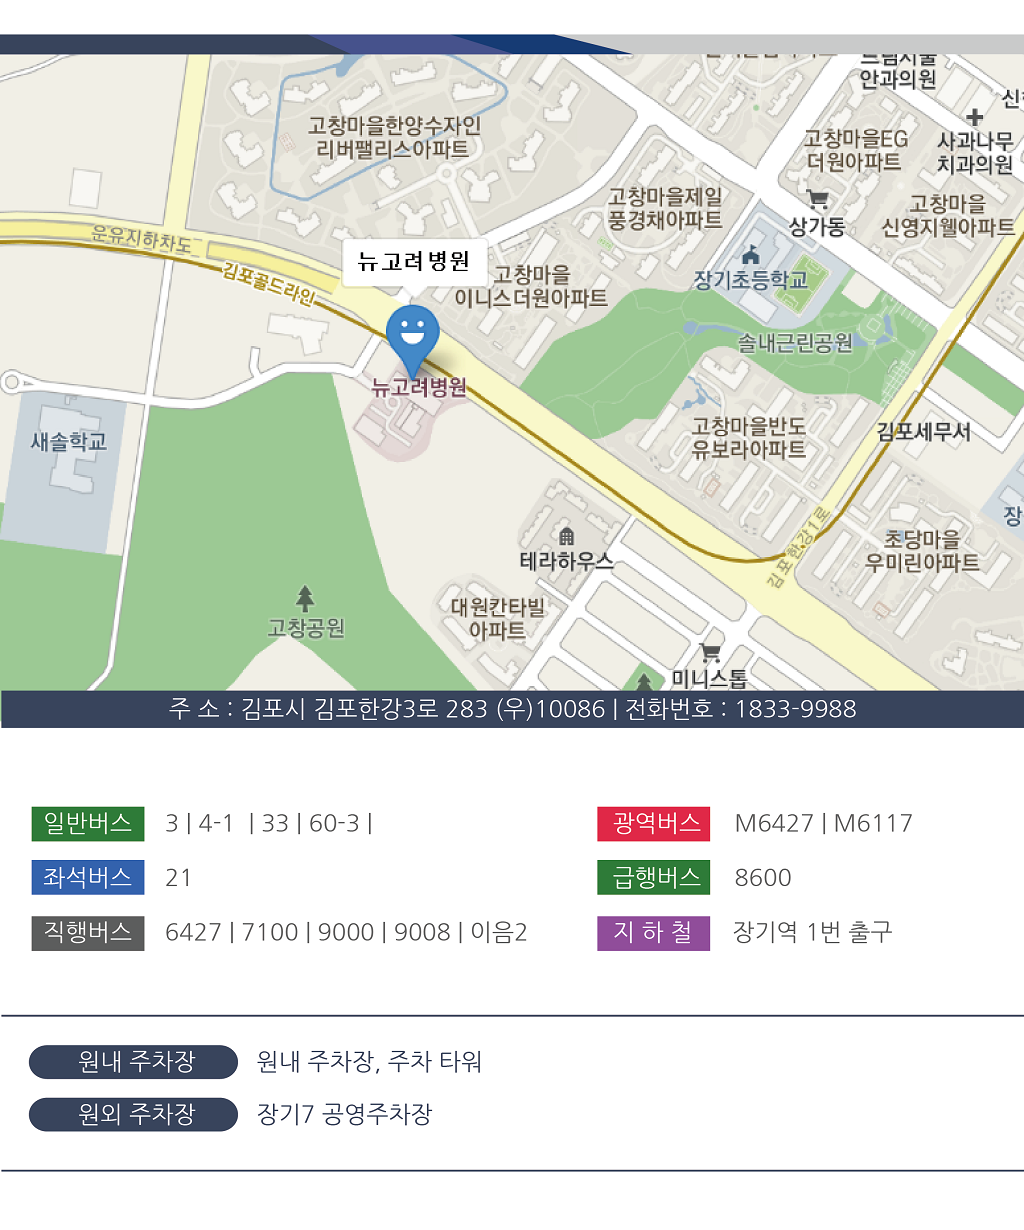 안과의원
고창마을한양수자인
리버팰리스아파트
고창마을EG
더원아파트
사과나무
치과의원
고창마을제일
풍경채아파트
상가동
고창마을
신영지웰아파트
운유지하차도
김포골드라인
뉴고려병원
고창마을
이니스더원아파트
장기초등학교
솔내근린공원
뉴고려병원
새솔학교
고창마을반도
유보라아파트
김포세무서
김포한강1로
초당마을
우미린아파트
테라하우스
대원칸타빌
아파트
고창공원
미니스톱
주 소 : 김포시 김포한강3로 283 (우)10086 | 전화번호 : 1833-9988
일반버스 3 | 4-1 | 33 | 60-3 |
광역버스 M6427 | M6117
좌석버스 21
급행버스 8600
직행버스 6427 | 7100 | 9000 | 9008 | 이음2
지 하 철 장기역 1번 출구
원내 주차장 원내 주차장, 주차 타워
원외 주차장 장기7 공영주차장